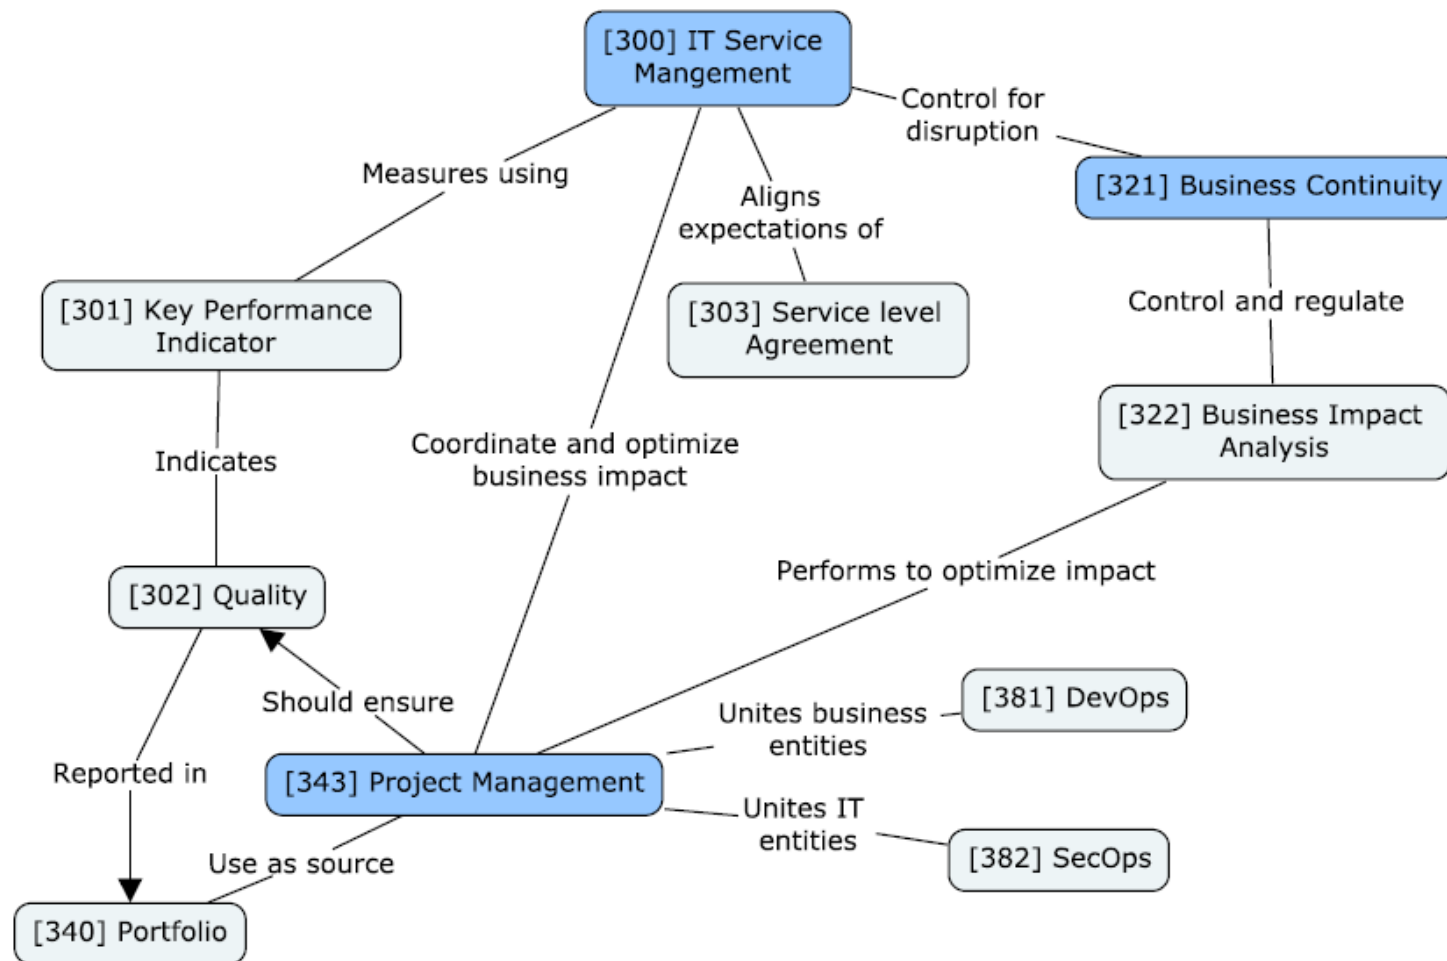 [300] IT Service
Mangement
Control for
disruption
Measures using
[321] Business Continuity
Aligns
expectations of
[301] Key Performance
Indicator
[303] Service level
Agreement
Control and regulate
[322] Business Impact
Analysis
Coordinate and optimize
business impact
Indicates
Performs to optimize impact
[302] Quality
Should ensure
[381] DevOps
Unites business
entities
Reported in
[343] Project Management
Unites IT
entities
[382] SecOps
Use as source
[340] Portfolio